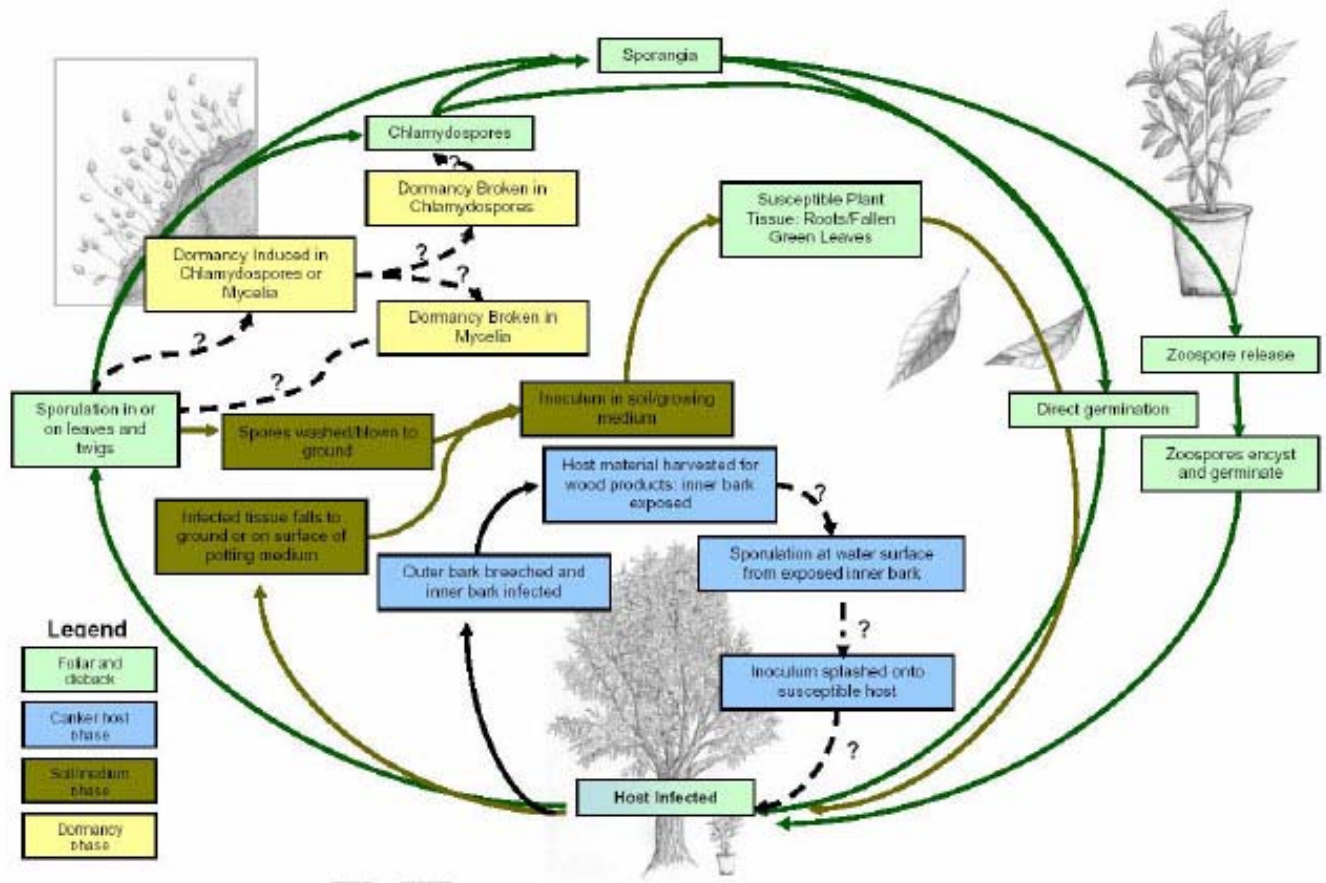 Sporangia
Chlamydospores
?
Dormancy Broken in
Chlamydospores
Susceptible Plant
Tissue: Roots/Fallen
Green Leaves
Dormancy Induced in
Chlamydospores or
Mycelia
?
?
Dormancy Broken in
Mycelia
?
?
Zoospore release
Sporulation in or
on leaves and
twigs
Spores washed/blown to
ground
Inoculum in soil/growing
medium
Direct germination
Zoospores encyst
and germinate
Host material harvested for
wood products: inner bark
exposed
?
Infected tissue falls to
ground or on surface of
potting medium
Outer bark breeched and
inner bark infected
Sporulation at water surface
from exposed inner bark
?
Inoculum splashed onto
susceptible host
?
Host Infected
Legend
Foliar and
dieback
Canker host
phase
Soil/medium
phase
Dormancy
phase